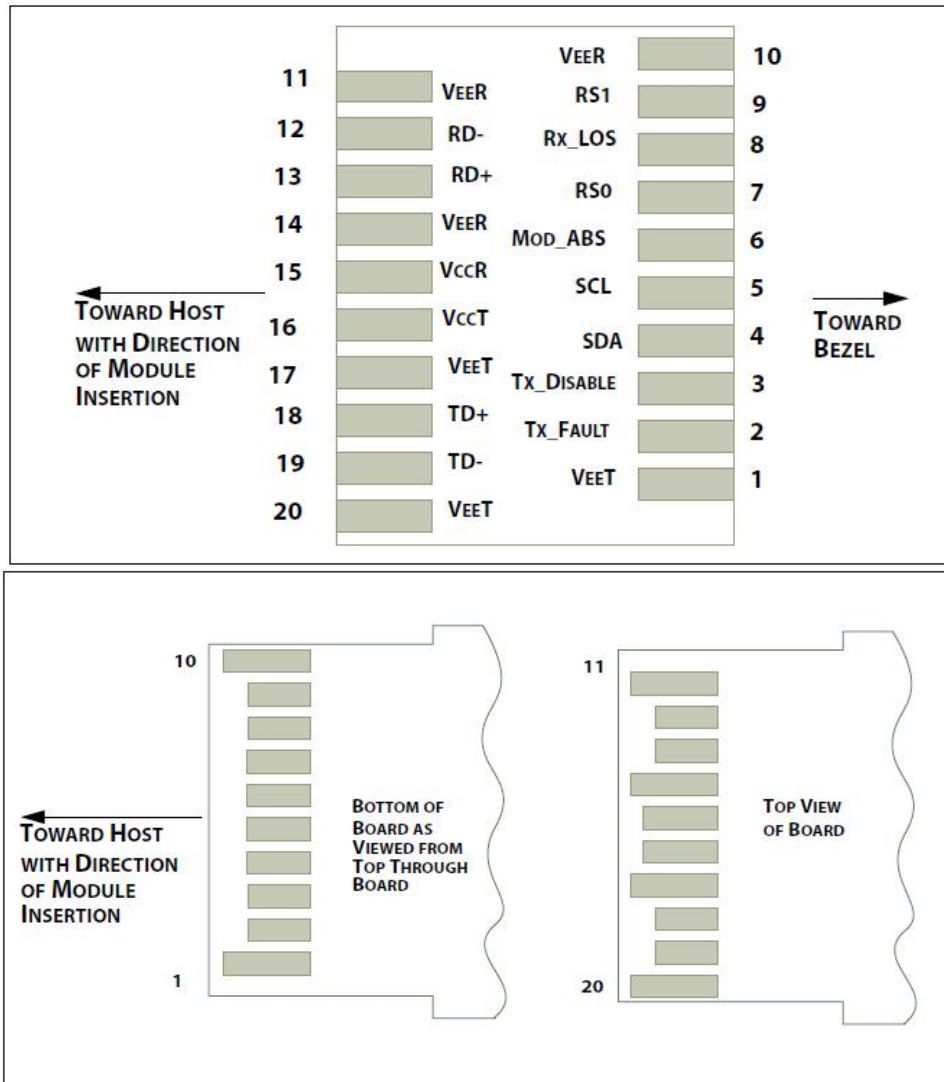 11
VEER
12
RD-
13
RD+
14
VEER
15
VCCR
16
VCCT
17
VEET
18
TD+
19
TD-
20
VEET
VEER
10
RS1
9
RX_LOS
8
RS0
7
MOD_ABS
6
SCL
5
SDA
4
TX_DISABLE
3
TX_FAULT
2
VEET
1
TOWARD HOST
WITH DIRECTION
OF MODULE
INSERTION
TOWARD
BEZEL
10
1
BOTTOM OF
BOARD AS
VIEWED FROM
TOP THROUGH
BOARD
TOWARD HOST
WITH DIRECTION
OF MODULE
INSERTION
11
20
TOP VIEW
OF BOARD